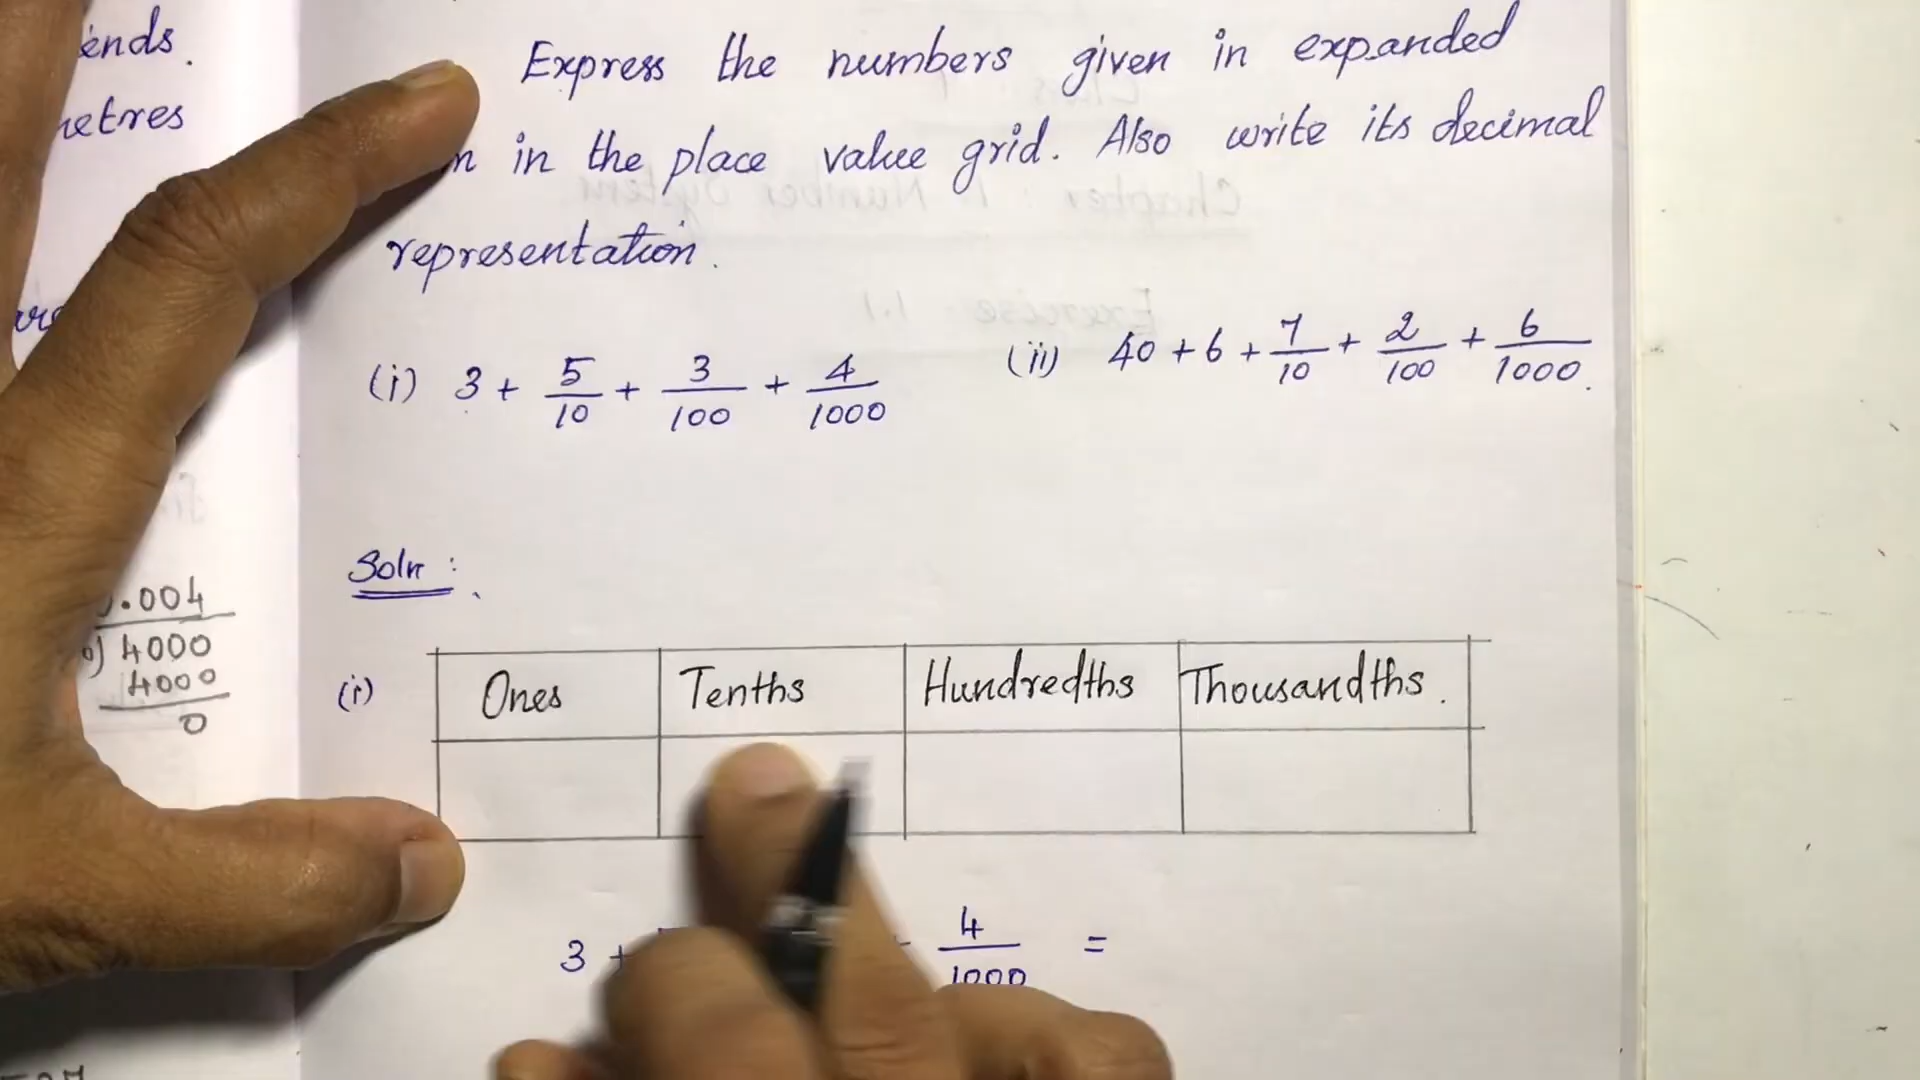 ends.
Express the numbers given in expanded
in the place value grid. Also write its decimal
representation.
(i) 3 + 5/10 + 3/100 + 4/1000
(ii) 40 + 6 + 7/10 + 2/100 + 6/1000.
Soln :
.004
4000
4000
0
(i) Ones Tenths Hundredths Thousandths.
3 + 4/1000 =